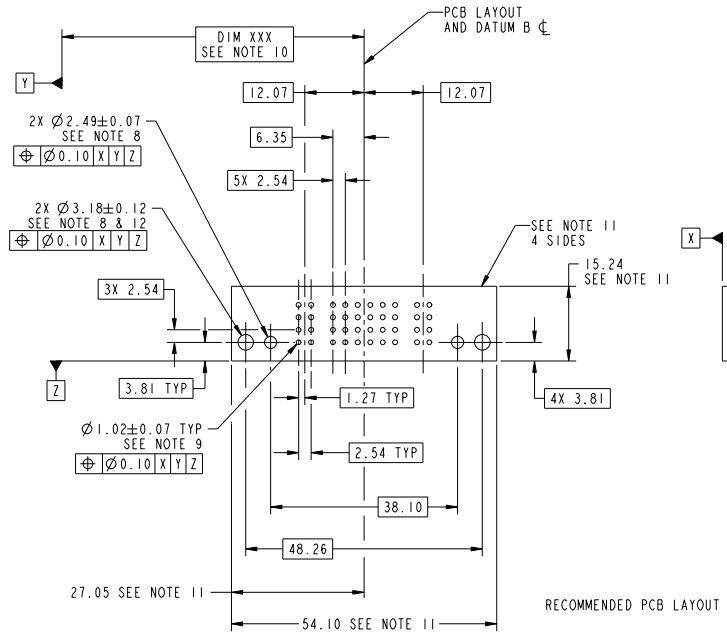 PCB LAYOUT
AND DATUM B ℄
DIM XXX
SEE NOTE 10
Y
12.07
12.07
2X Ø2.49±0.07
SEE NOTE 8
⌖ Ø0.10 X Y Z
6.35
5X 2.54
2X Ø3.18±0.12
SEE NOTE 8 & 12
⌖ Ø0.10 X Y Z
SEE NOTE 11
4 SIDES
X
15.24
SEE NOTE 11
3X 2.54
Z
3.81 TYP
1.27 TYP
4X 3.81
Ø1.02±0.07 TYP
SEE NOTE 9
⌖ Ø0.10 X Y Z
2.54 TYP
38.10
48.26
27.05 SEE NOTE 11
RECOMMENDED PCB LAYOUT
54.10 SEE NOTE 11